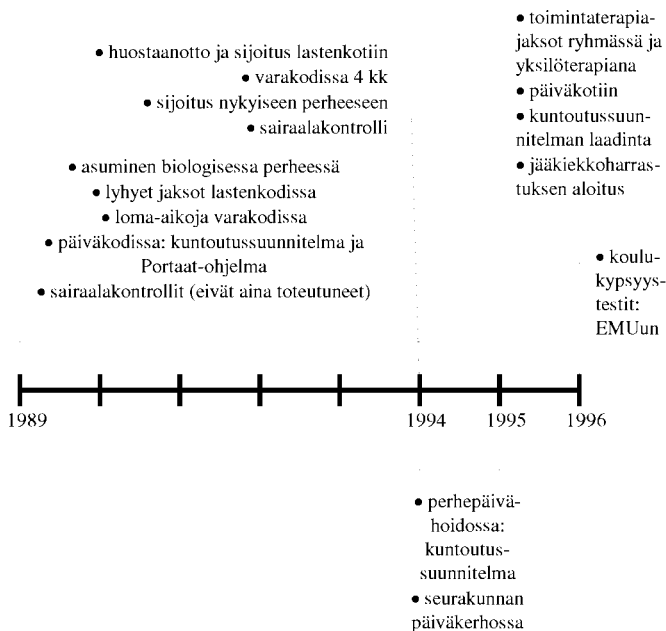 • huostaanotto ja sijoitus lastenkotiin
• varakodissa 4 kk
• sijoitus nykyiseen perheeseen
• sairaalakontrolli
• asuminen biologisessa perheessä
• lyhyet jaksot lastenkodissa
• loma-aikoja varakodissa
• päiväkodissa: kuntoutussuunnitelma ja
Portaat-ohjelma
• sairaalakontrollit (eivät aina toteutuneet)
• toimintaterapia-
jaksot ryhmässä ja
yksilöterapiana
• päiväkotiin
• kuntoutussuun-
nitelman laadinta
• jääkiekkoharras-
tuksen aloitus
• koulu-
kypsyys-
testit:
EMUun
1989
1994
1995
1996
• perhepäivä-
hoidossa:
kuntoutus-
suunnitelma
• seurakunnan
päiväkerhossa